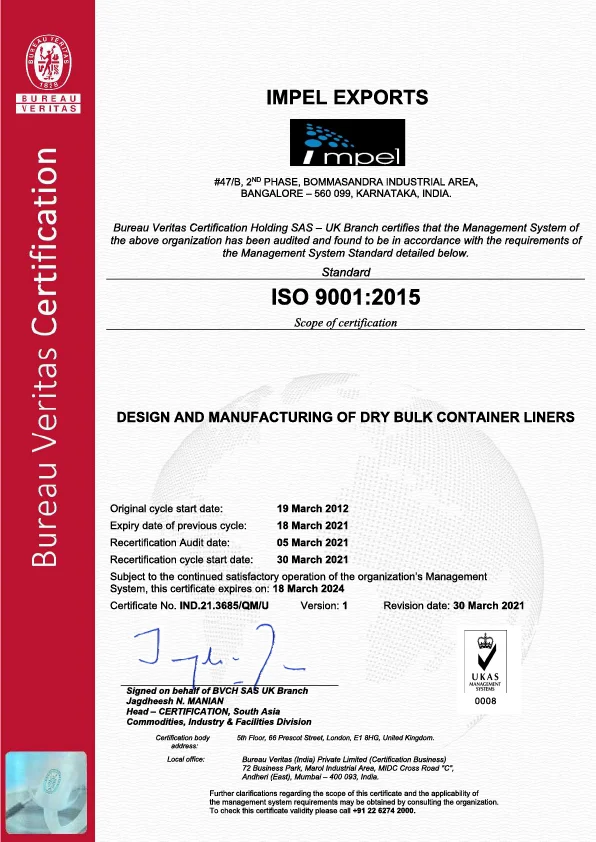 BUREAU VERITAS
1828
BUREAU
VERITAS
Bureau Veritas Certification
IMPEL EXPORTS
impel
#47/B, 2ND PHASE, BOMMASANDRA INDUSTRIAL AREA,
BANGALORE – 560 099, KARNATAKA, INDIA.
Bureau Veritas Certification Holding SAS – UK Branch certifies that the Management System of
the above organization has been audited and found to be in accordance with the requirements of
the Management System Standard detailed below.
Standard
ISO 9001:2015
Scope of certification
DESIGN AND MANUFACTURING OF DRY BULK CONTAINER LINERS
Original cycle start date: 19 March 2012
Expiry date of previous cycle: 18 March 2021
Recertification Audit date: 05 March 2021
Recertification cycle start date: 30 March 2021
Subject to the continued satisfactory operation of the organization's Management
System, this certificate expires on: 18 March 2024
Certificate No. IND.21.3685/QM/U Version: 1 Revision date: 30 March 2021
Signed on behalf of BVCH SAS UK Branch
Jagdheesh N. MANIAN
Head – CERTIFICATION, South Asia
Commodities, Industry & Facilities Division
UKAS
MANAGEMENT
SYSTEMS
0008
Certification body address: 5th Floor, 66 Prescot Street, London, E1 8HG, United Kingdom.
Local office: Bureau Veritas (India) Private Limited (Certification Business)
72 Business Park, Marol Industrial Area, MIDC Cross Road "C",
Andheri (East), Mumbai – 400 093, India.
Further clarifications regarding the scope of this certificate and the applicability of
the management system requirements may be obtained by consulting the organization.
To check this certificate validity please call +91 22 6274 2000.